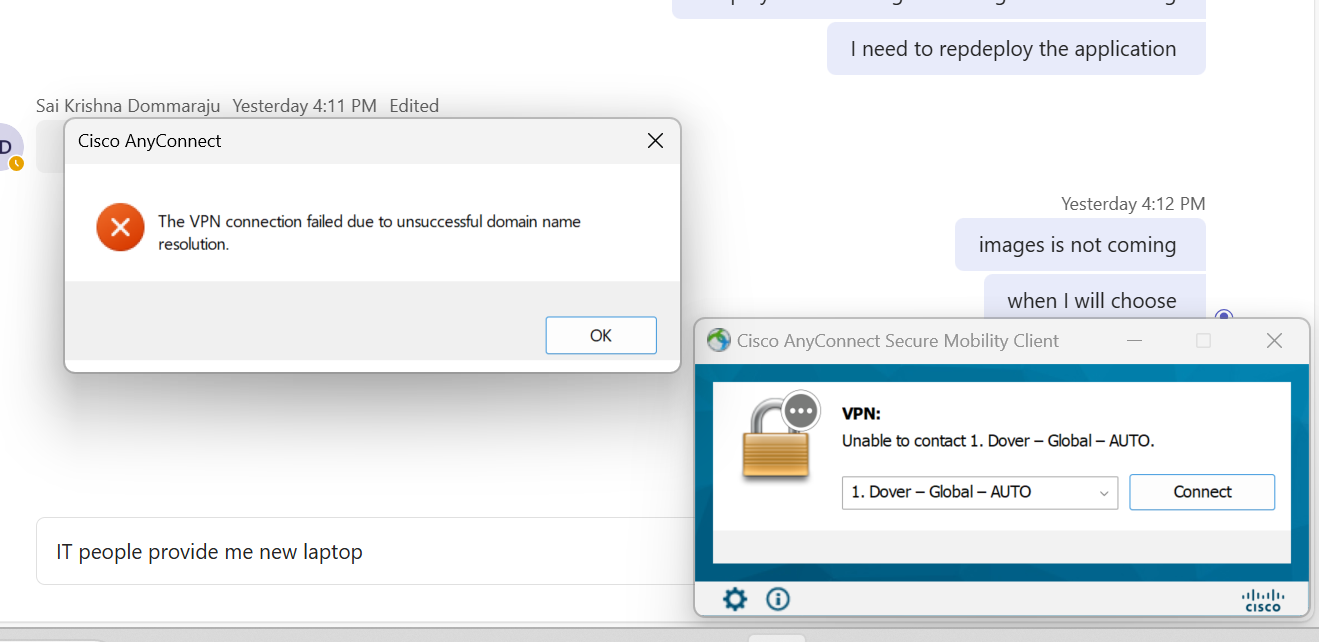 I need to repdeploy the application
Sai Krishna Dommaraju Yesterday 4:11 PM Edited
D
Cisco AnyConnect
The VPN connection failed due to unsuccessful domain name
resolution.
OK
Yesterday 4:12 PM
images is not coming
when I will choose
Cisco AnyConnect Secure Mobility Client
VPN:
Unable to contact 1. Dover – Global – AUTO.
1. Dover – Global – AUTO
Connect
IT people provide me new laptop
CISCO